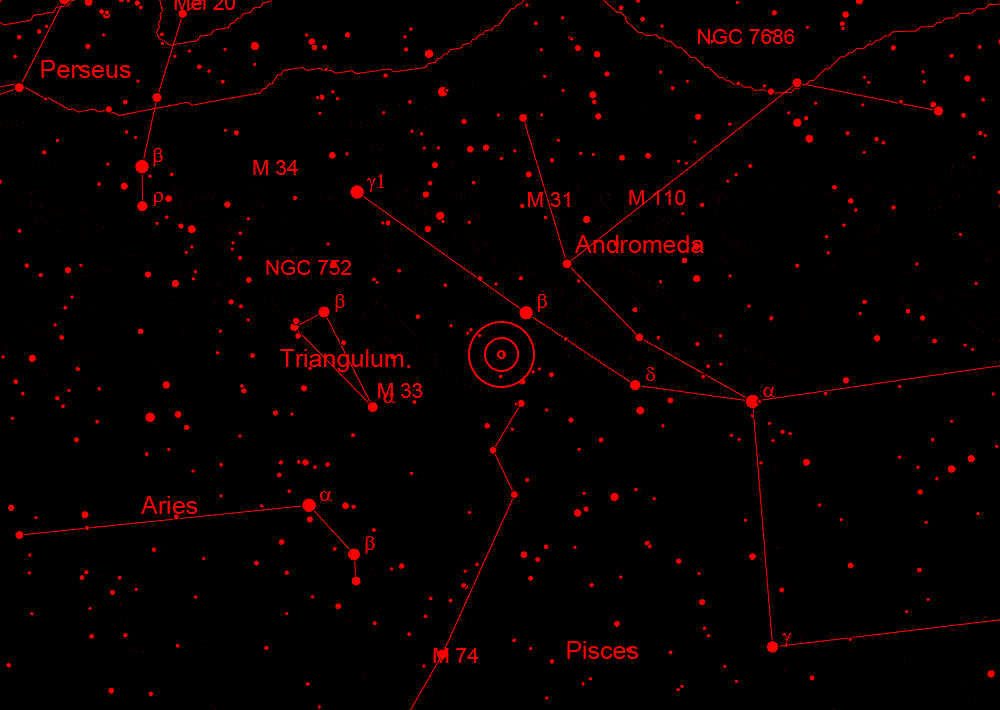 Mel 20
NGC 7686
Perseus
β
M 34
γ1
ρ
M 31
M 110
Andromeda
NGC 752
β
β
Triangulum
δ
M 33
α
α
α
Aries
β
γ
Pisces
M 74